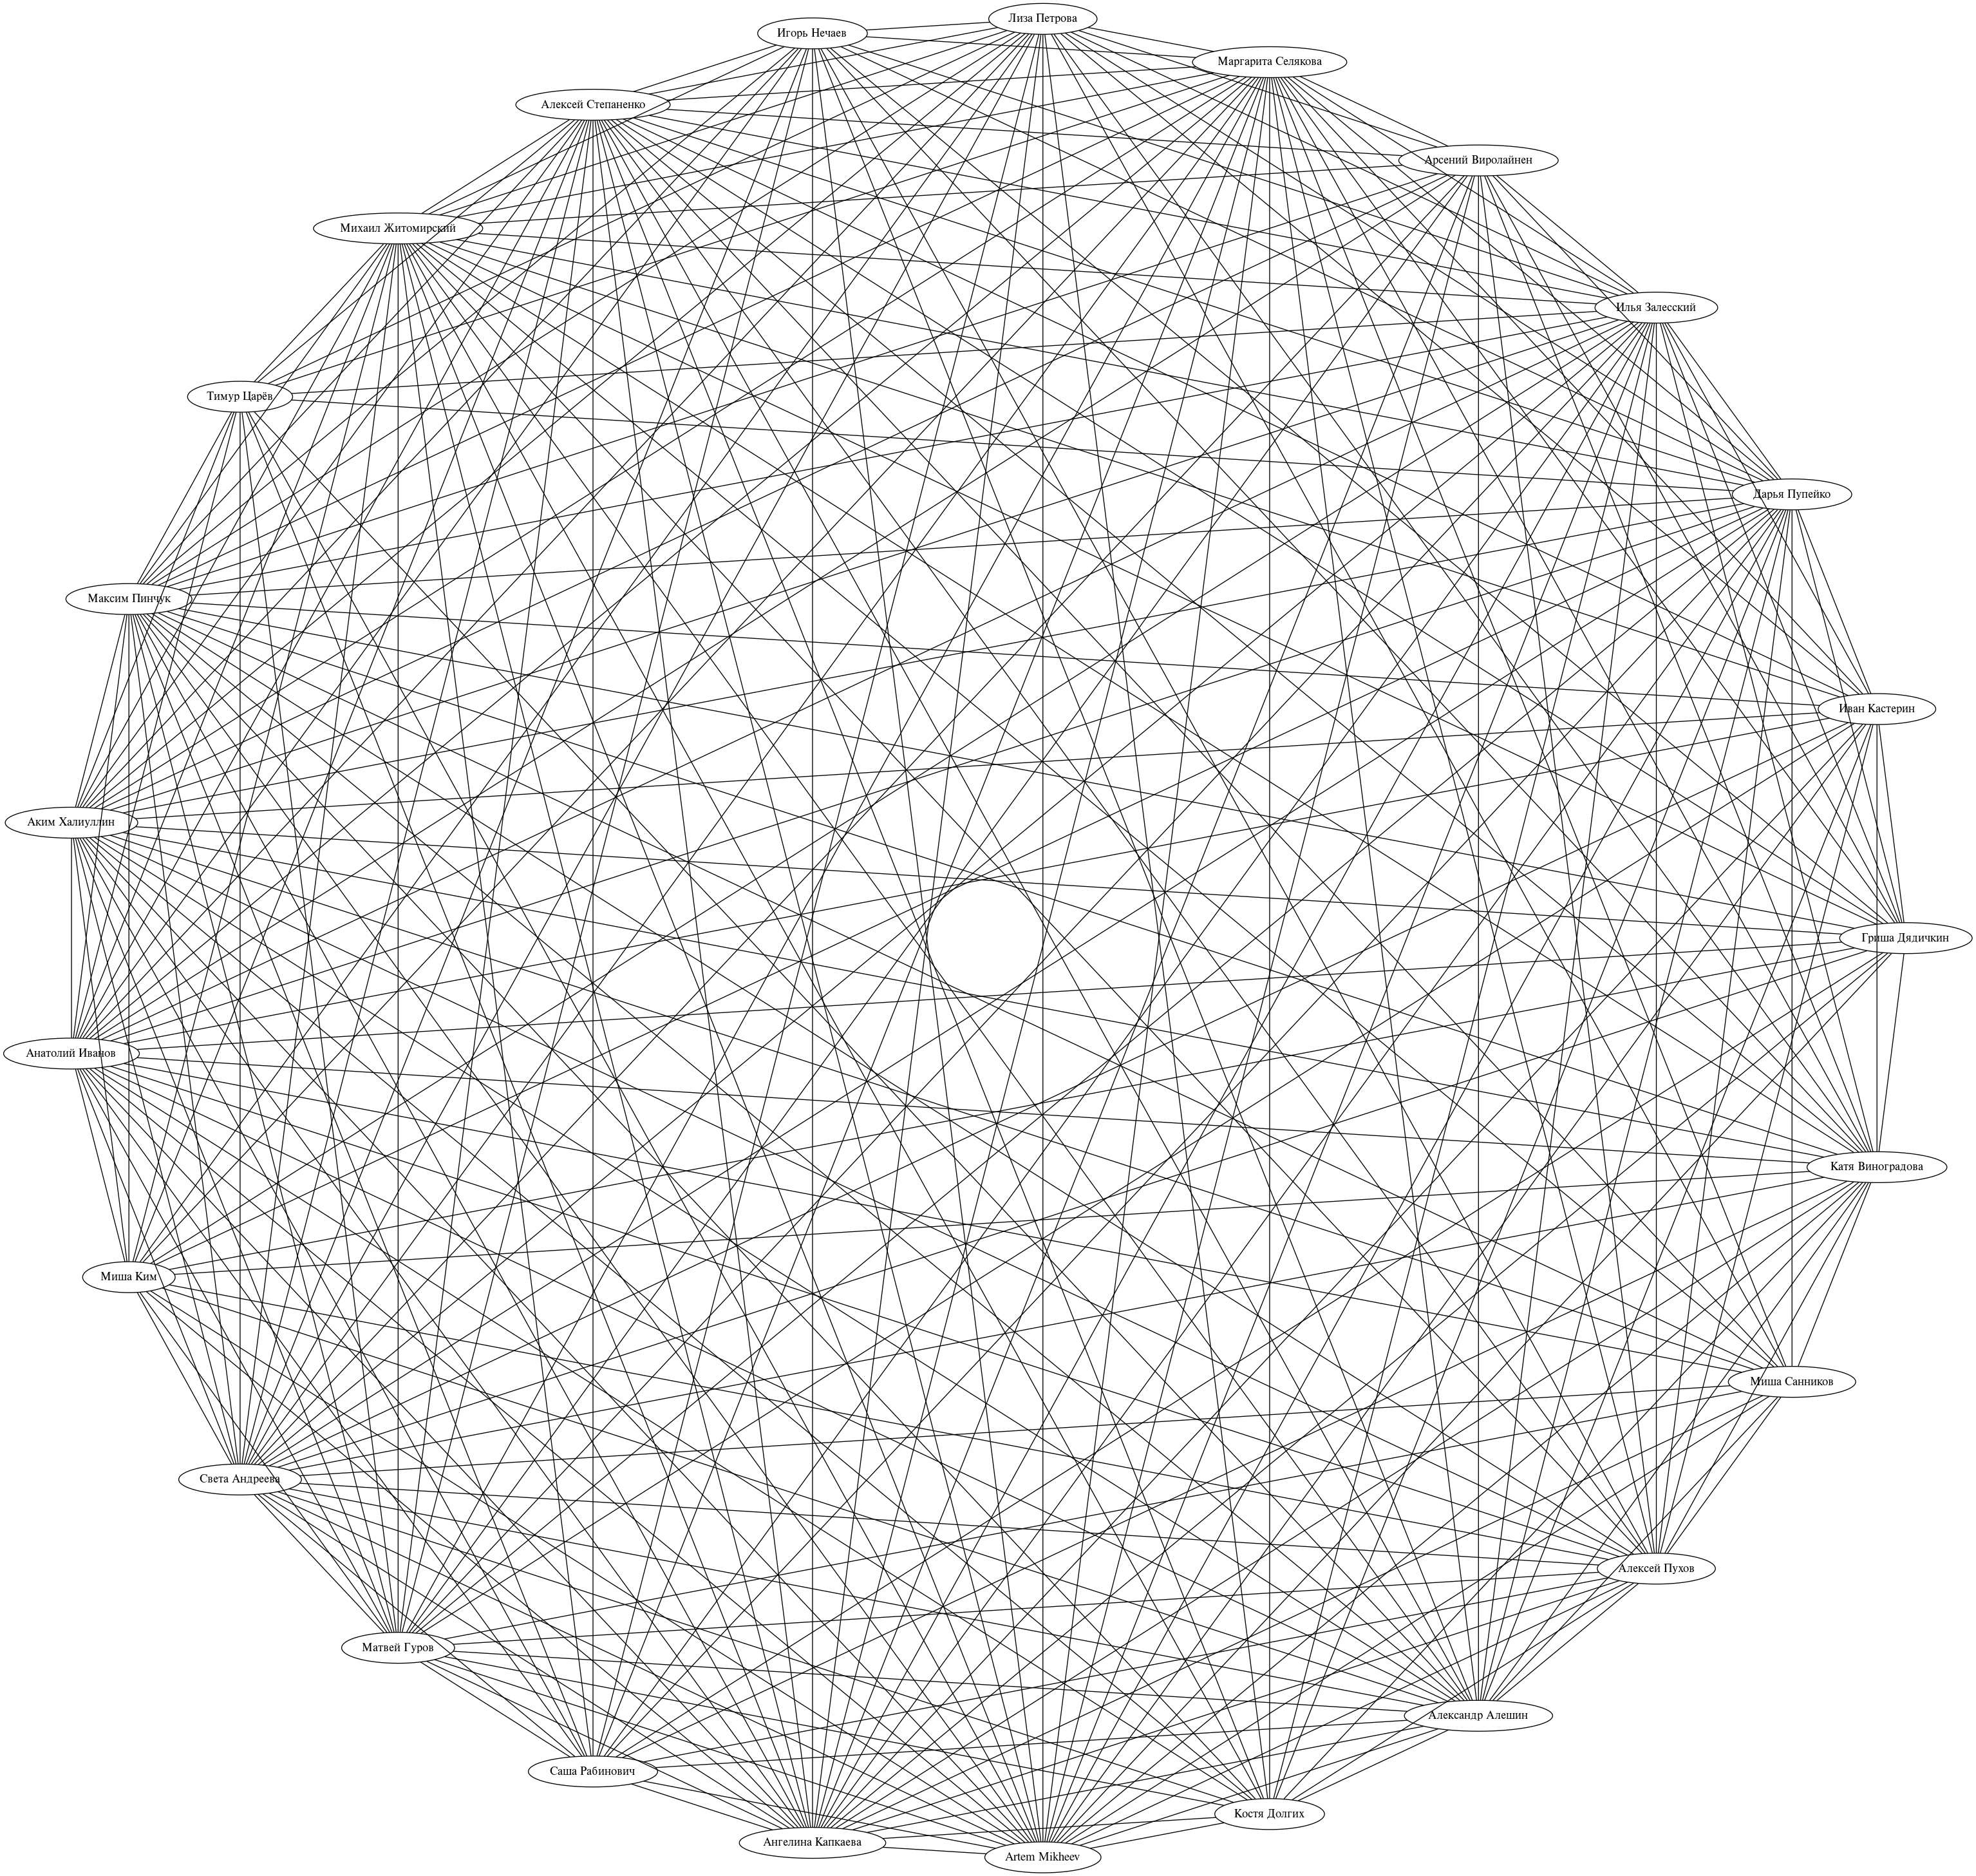 Лиза Петрова
Игорь Нечаев
Маргарита Селякова
Алексей Степаненко
Арсений Виролайнен
Михаил Житомирский
Илья Залесский
Тимур Царёв
Дарья Пупейко
Максим Пинчук
Иван Кастерин
Аким Халиуллин
Гриша Дядичкин
Анатолий Иванов
Катя Виноградова
Миша Ким
Миша Санников
Света Андреева
Алексей Пухов
Матвей Гуров
Александр Алешин
Саша Рабинович
Костя Долгих
Ангелина Капкаева
Artem Mikheev